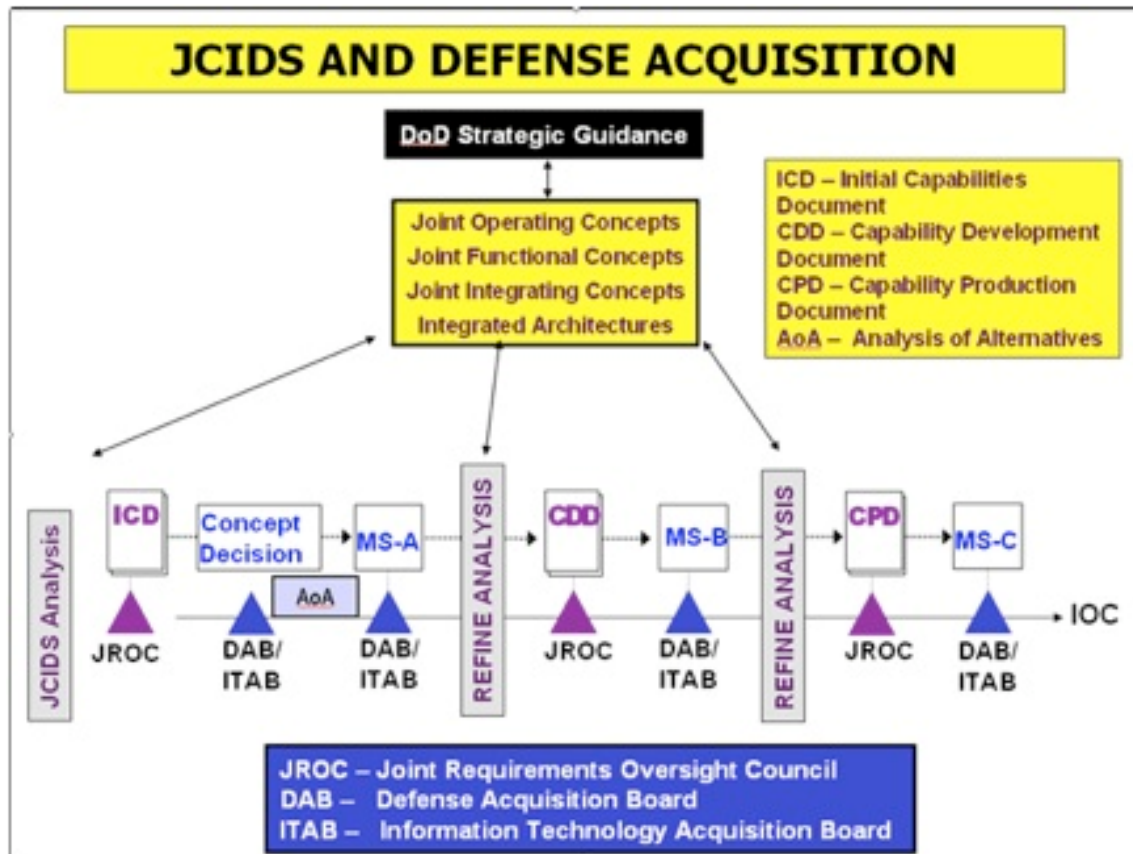 JCIDS AND DEFENSE ACQUISITION
DoD Strategic Guidance
Joint Operating Concepts
Joint Functional Concepts
Joint Integrating Concepts
Integrated Architectures
ICD – Initial Capabilities
Document
CDD – Capability Development
Document
CPD – Capability Production
Document
AoA – Analysis of Alternatives
JCIDS Analysis
ICD
Concept
Decision
MS-A
REFINE ANALYSIS
CDD
MS-B
REFINE ANALYSIS
CPD
MS-C
AoA
IOC
JROC
DAB/
ITAB
DAB/
ITAB
JROC
DAB/
ITAB
JROC
DAB/
ITAB
JROC – Joint Requirements Oversight Council
DAB – Defense Acquisition Board
ITAB – Information Technology Acquisition Board